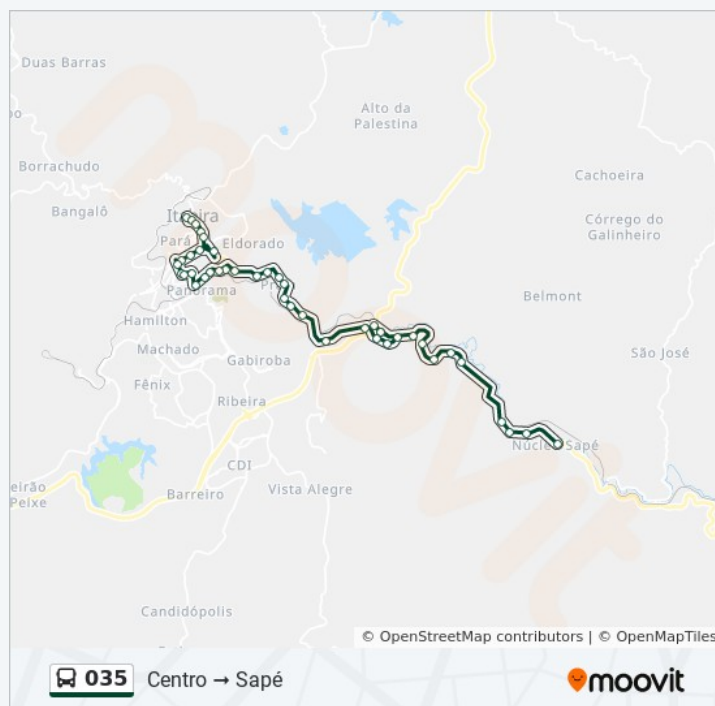 Duas Barras
Alto da
Palestina
Borrachudo
Cachoeira
Bangalô
Córrego do
Galinheiro
Pará
Eldorado
Panorama
Belmont
Hamilton
Machado
São José
Gabiroba
Fênix
Ribeira
Núcleo Sapé
CDI
eirão
Peixe
Barreiro
Vista Alegre
Candidópolis
© OpenStreetMap contributors | © OpenMapTiles
035
Centro → Sapé
moovit